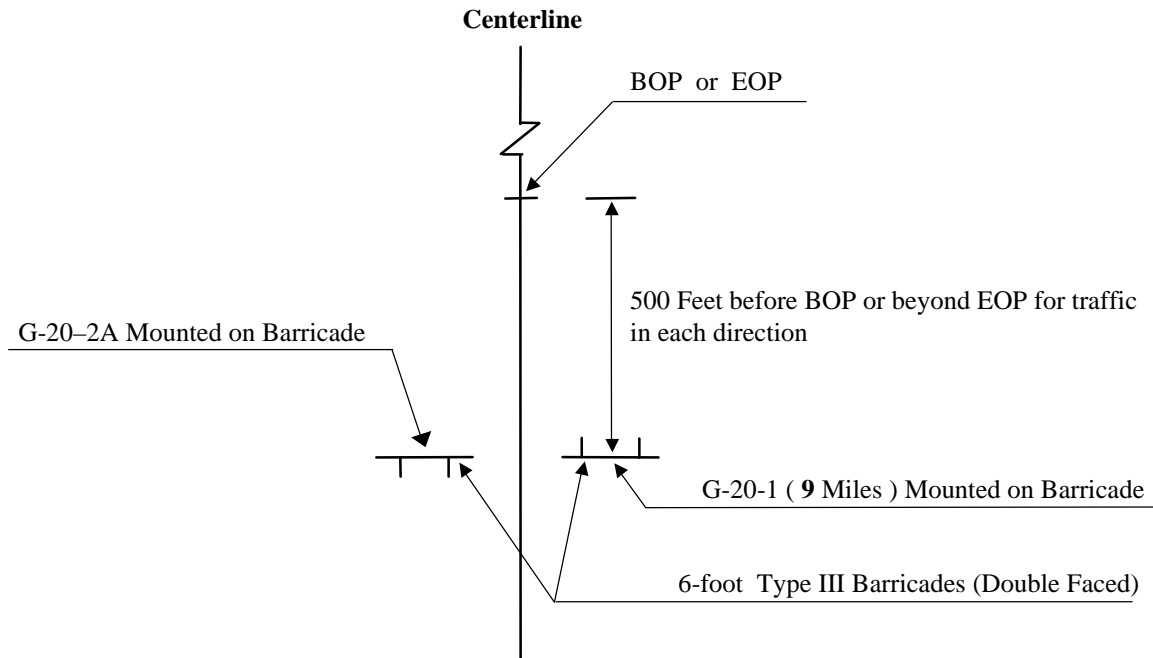 Centerline
BOP or EOP
500 Feet before BOP or beyond EOP for traffic
in each direction
G-20–2A Mounted on Barricade
G-20-1 ( 9 Miles ) Mounted on Barricade
6-foot Type III Barricades (Double Faced)